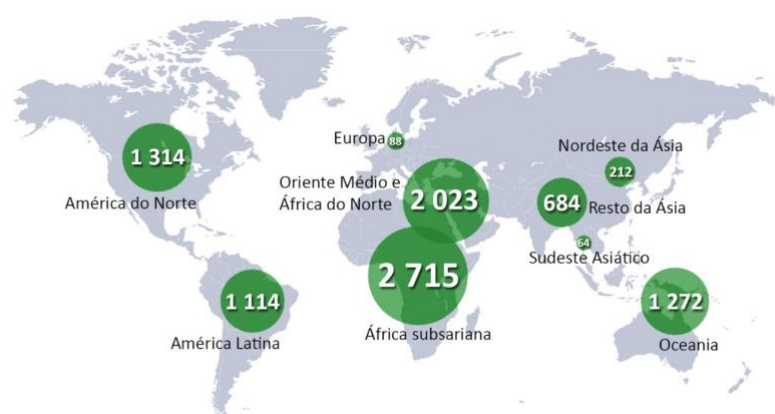 Europa
88
Nordeste da Ásia
1 314
212
Oriente Médio e
África do Norte
2 023
684
América do Norte
Resto da Ásia
64
Sudeste Asiático
2 715
1 114
1 272
África subsariana
América Latina
Oceania